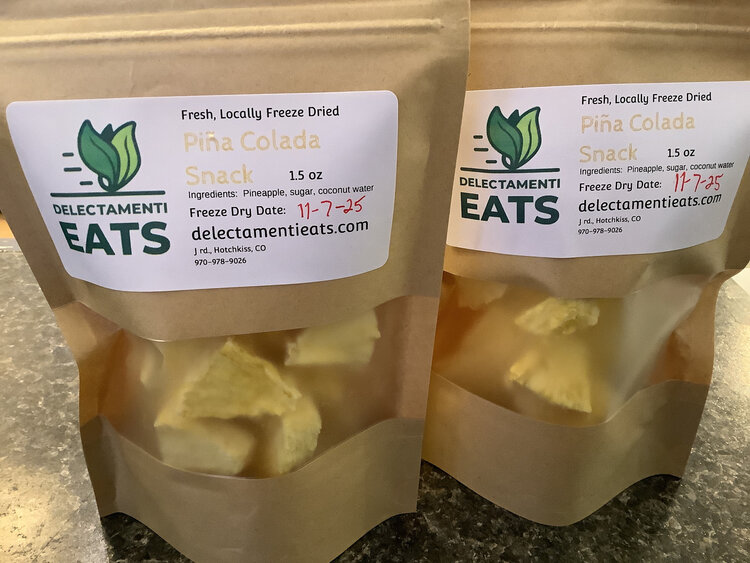 Fresh, Locally Freeze Dried
Piña Colada
Snack 1.5 oz
Ingredients: Pineapple, sugar, coconut water
Freeze Dry Date: 11-7-25
delectamentieats.com
J rd., Hotchkiss, CO
970-978-9026
DELECTAMENTI
EATS
Fresh, Locally Freeze Dried
Piña Colada
Snack 1.5 oz
Ingredients: Pineapple, sugar, coconut water
Freeze Dry Date: 11-7-25
delectamentieats.com
J rd., Hotchkiss, CO
970-978-9026
DELECTAMENTI
EATS